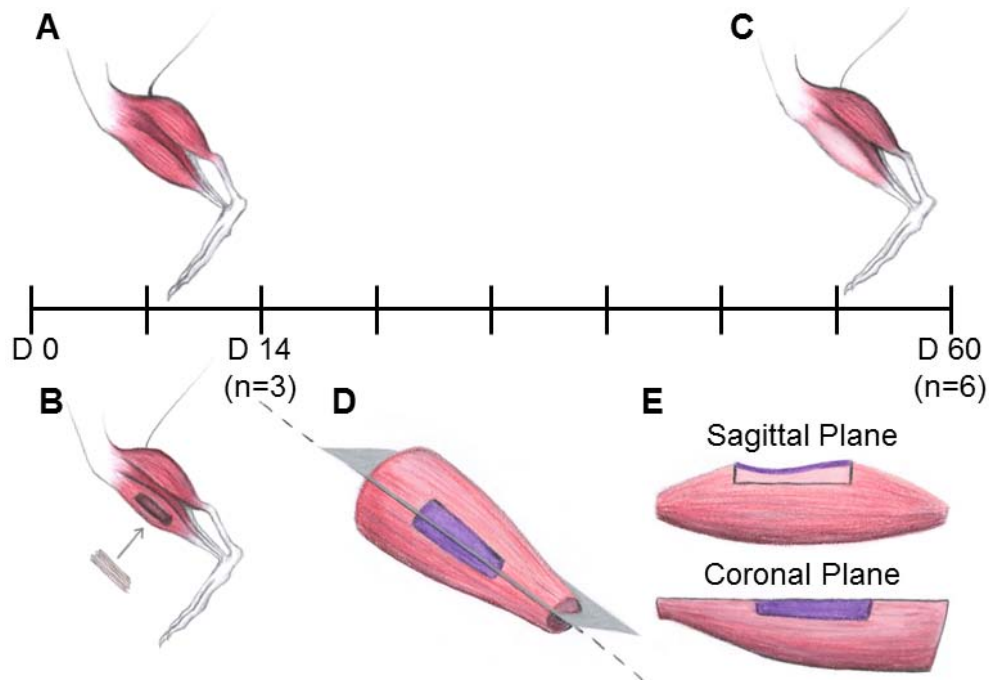 A
C
D 0
D 14
(n=3)
D 60
(n=6)
B
D
E
Sagittal Plane
Coronal Plane